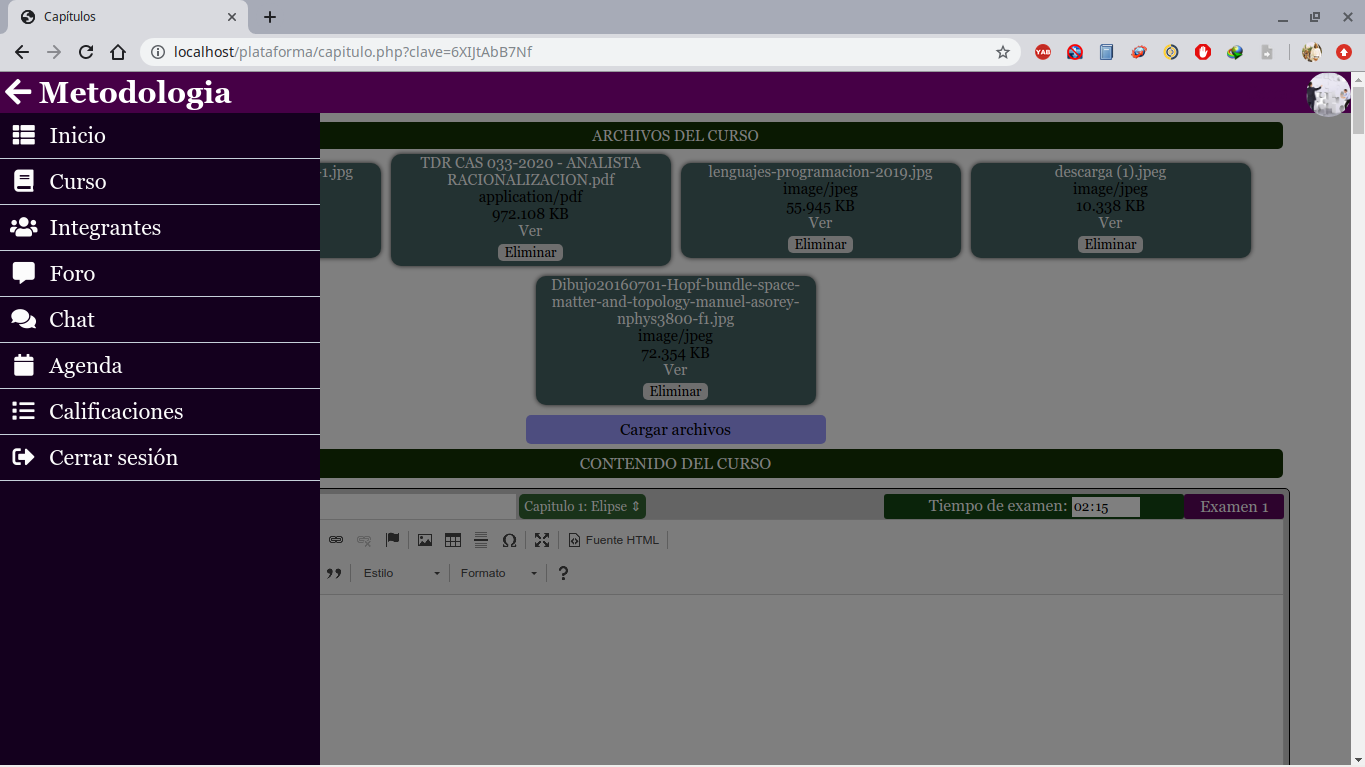 Capítulos
localhost/plataforma/capitulo.php?clave=6XIJtAbB7Nf
YAB
Metodologia
Inicio
Curso
Integrantes
Foro
Chat
Agenda
Calificaciones
Cerrar sesión
ARCHIVOS DEL CURSO
-1.jpg
TDR CAS 033-2020 - ANALISTA
RACIONALIZACION.pdf
application/pdf
972.108 KB
Ver
Eliminar
lenguajes-programacion-2019.jpg
image/jpeg
55.945 KB
Ver
Eliminar
descarga (1).jpeg
image/jpeg
10.338 KB
Ver
Eliminar
Dibujo20160701-Hopf-bundle-space-
matter-and-topology-manuel-asorey-
nphys3800-f1.jpg
image/jpeg
72.354 KB
Ver
Eliminar
Cargar archivos
CONTENIDO DEL CURSO
Capitulo 1: Elipse ⇕
Tiempo de examen: 02:15
Examen 1
Fuente HTML
Estilo
Formato
?